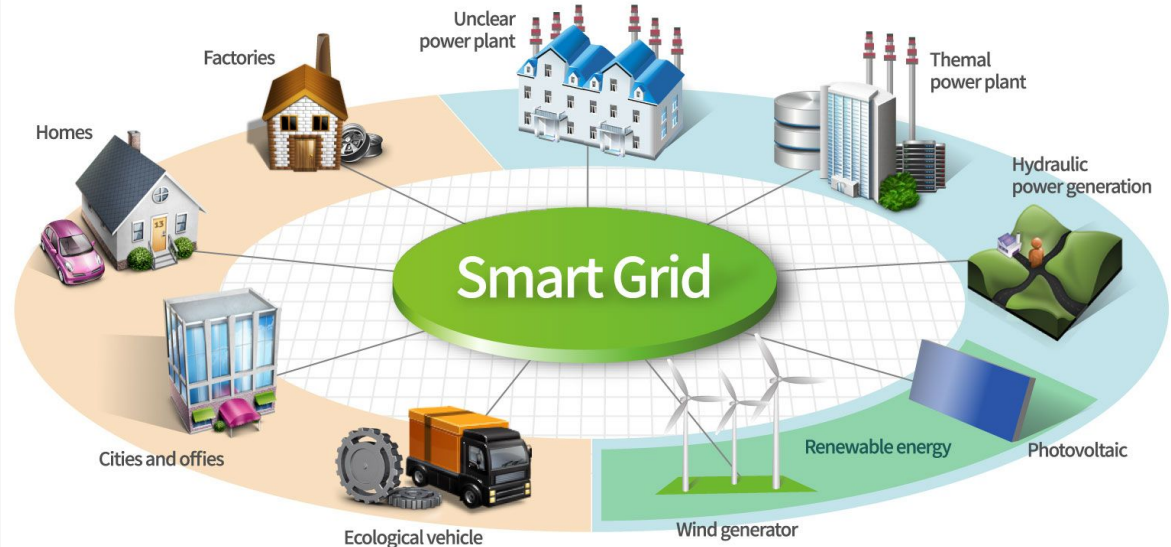 Unclear
power plant
Factories
Themal
power plant
Homes
Hydraulic
power generation
Smart Grid
Renewable energy
Photovoltaic
Cities and offies
Wind generator
Ecological vehicle
13